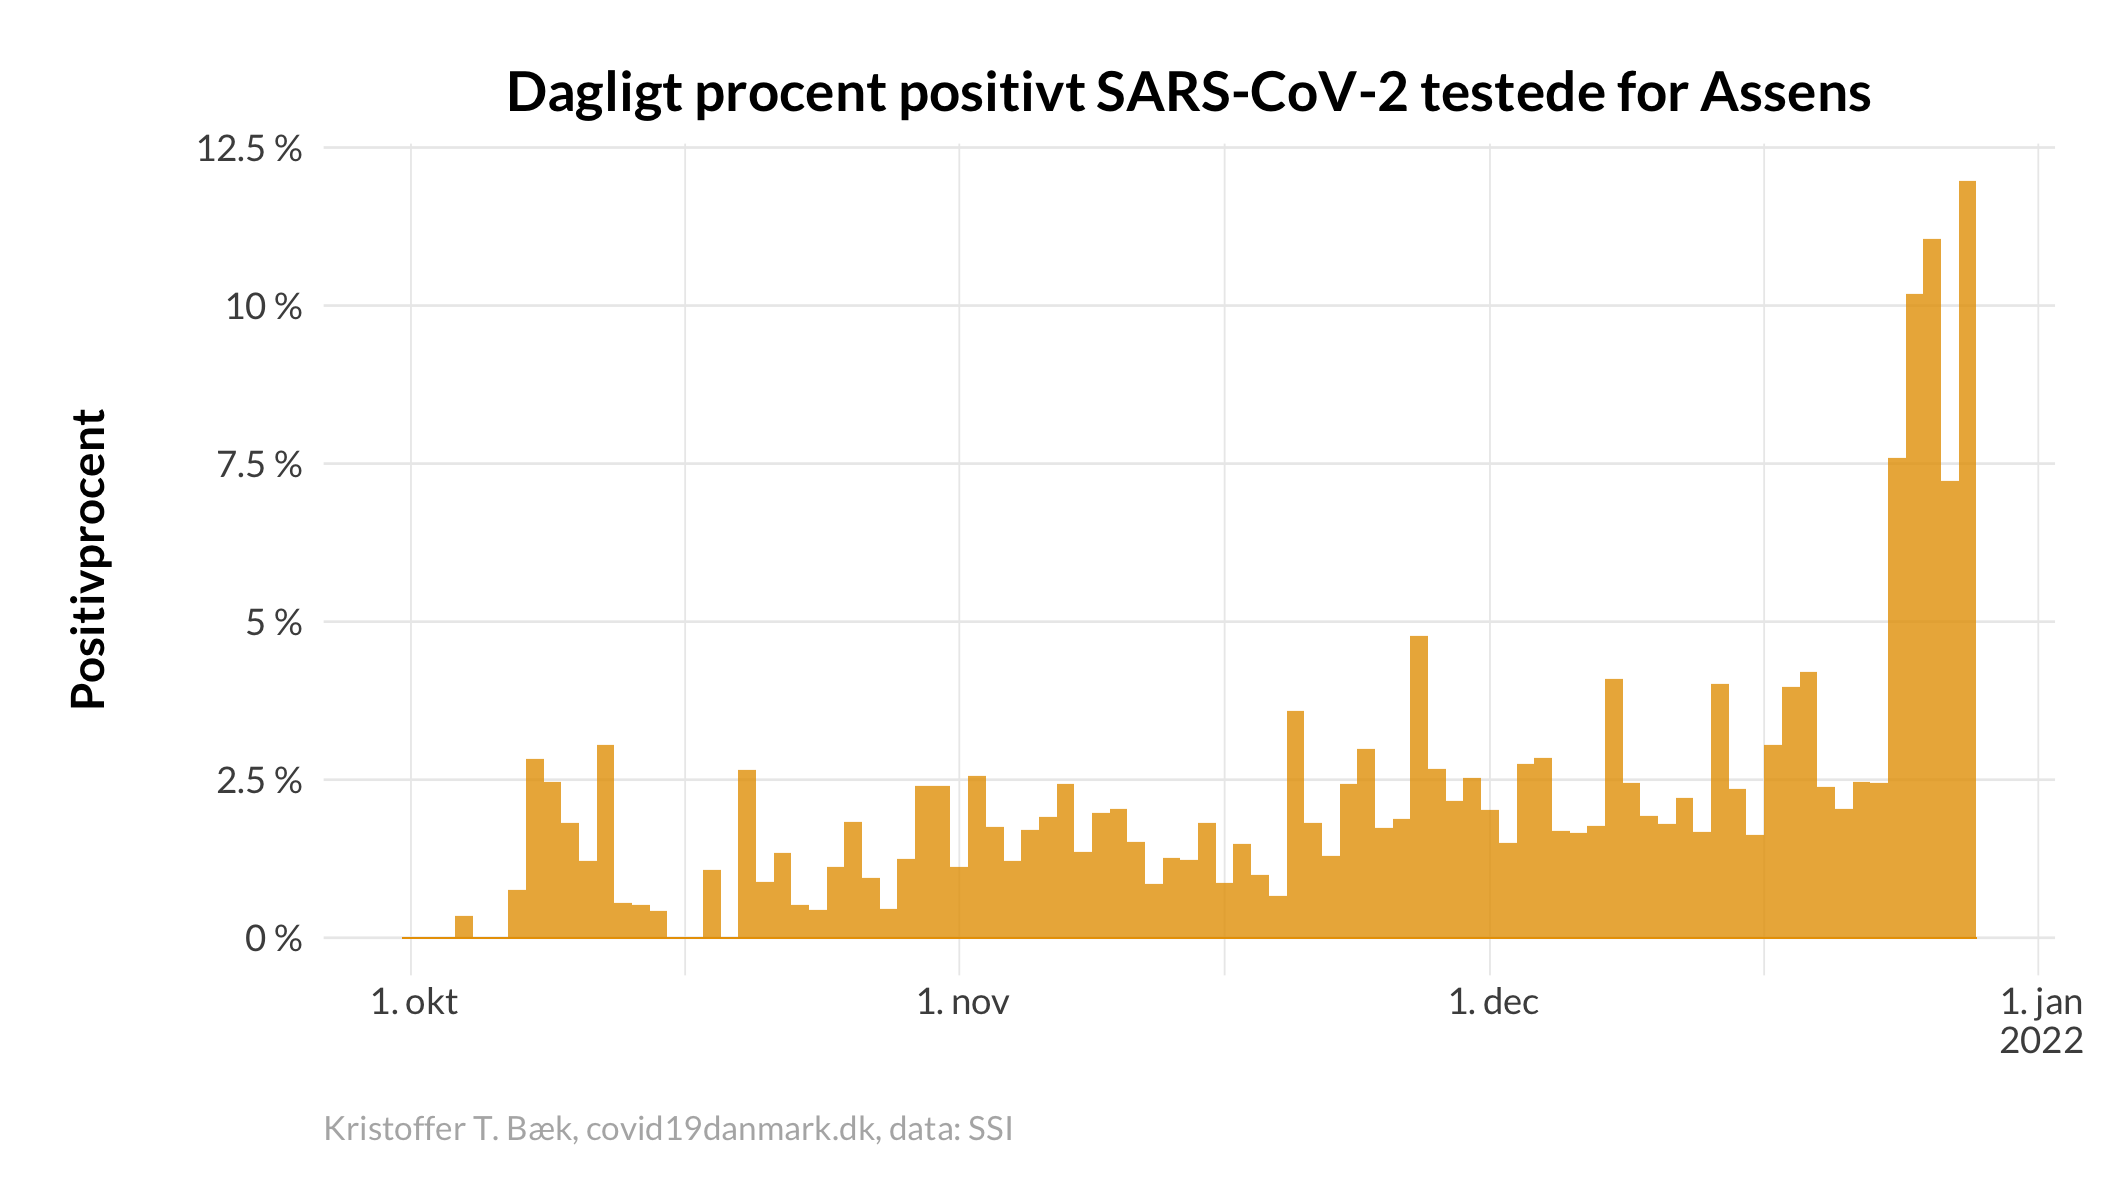 Dagligt procent positivt SARS-CoV-2 testede for Assens
12.5 %
10 %
7.5 %
5 %
2.5 %
0 %
Positivprocent
1. okt
1. nov
1. dec
1. jan
2022
Kristoffer T. Bæk, covid19danmark.dk, data: SSI